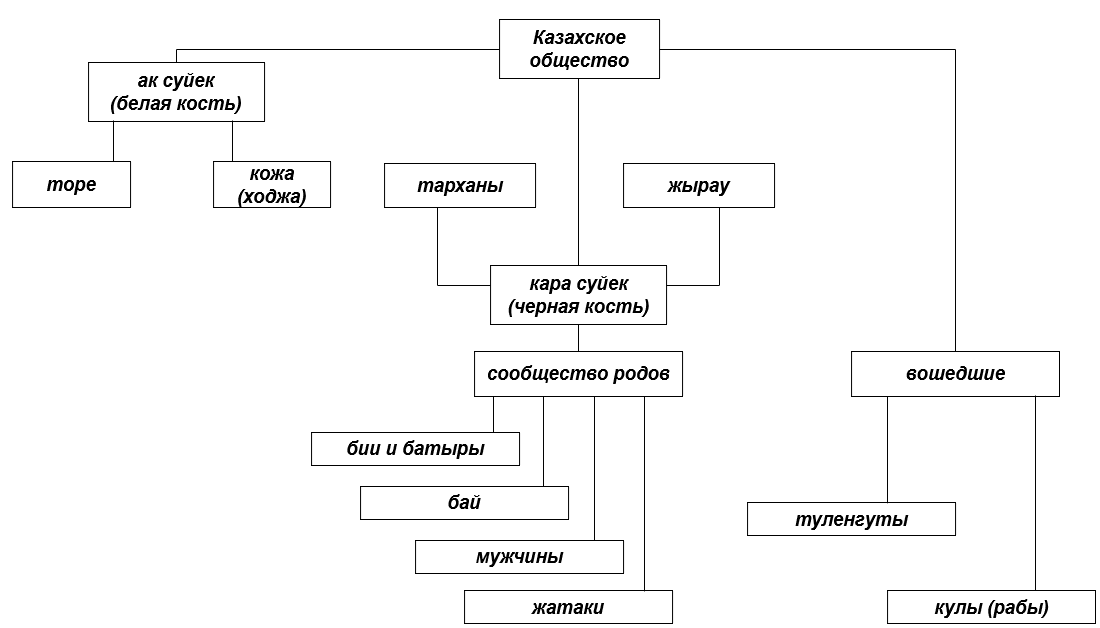 Казахское
общество
ак суйек
(белая кость)
торе
кожа
(ходжа)
тарханы
жырау
кара суйек
(черная кость)
сообщество родов
вошедшие
бии и батыры
бай
туленгуты
мужчины
жатаки
кулы (рабы)